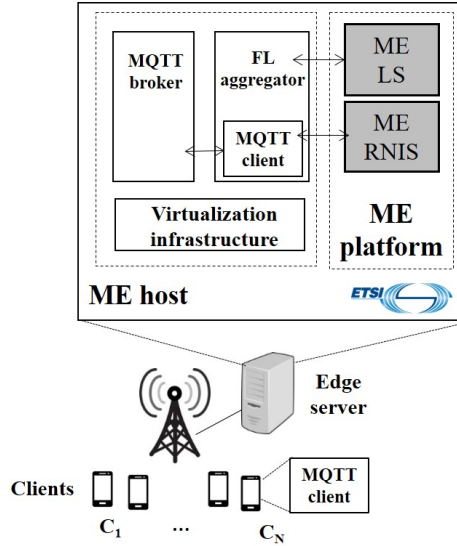 MQTT
broker
FL
aggregator
MQTT
client
ME
LS
ME
RNIS
Virtualization
infrastructure
ME
platform
ME host
ETSI
Edge
server
Clients
C1
...
CN
MQTT
client